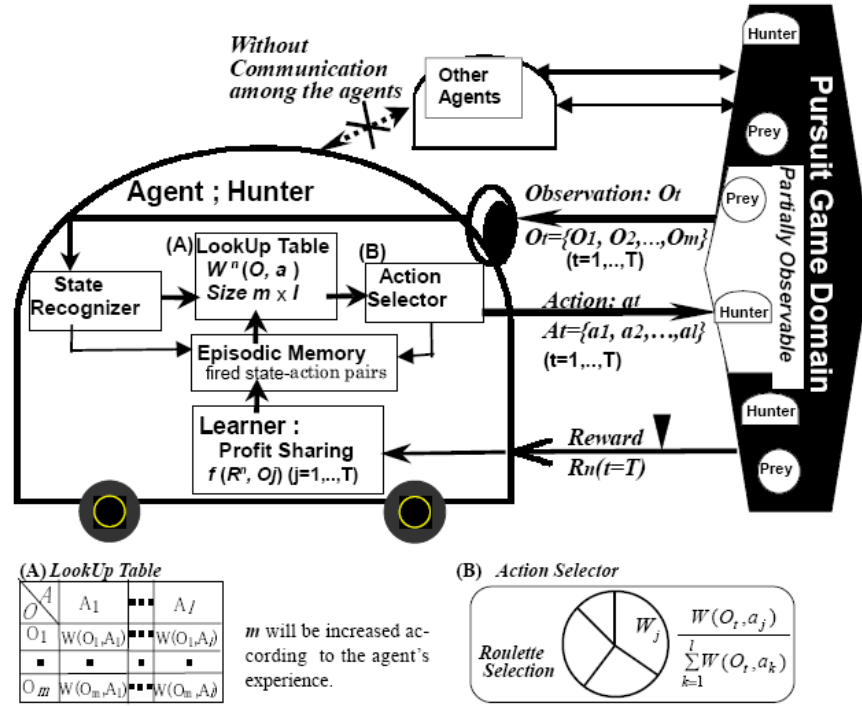 Without
Communication
among the agents
Other
Agents
Hunter
Prey
Prey
Hunter
Hunter
Prey
Pursuit Game Domain
Partially Observable
Agent ; Hunter
Observation: Ot
Ot={O1, O2,...,Om}
(t=1,..,T)
Action: at
At={a1, a2,...,al}
(t=1,..,T)
Reward
Rn(t=T)
(A)
LookUp Table
W^n (O, a )
Size m x l
(B)
Action
Selector
State
Recognizer
Episodic Memory
fired state-action pairs
Learner :
Profit Sharing
f (R^n, Oj) (j=1,..,T)
(A) LookUp Table
O A A1 ▪▪▪ Al
O1 W(O1,A1) ▪▪▪ W(O1,Al)
▪ ▪ ▪ ▪
Om W(Om,A1) ▪▪▪ W(Om,Al)
m will be increased ac-
cording to the agent's
experience.
(B) Action Selector
Roulette
Selection
Wj
W(Ot,aj)
l
∑W(Ot,ak)
k=1